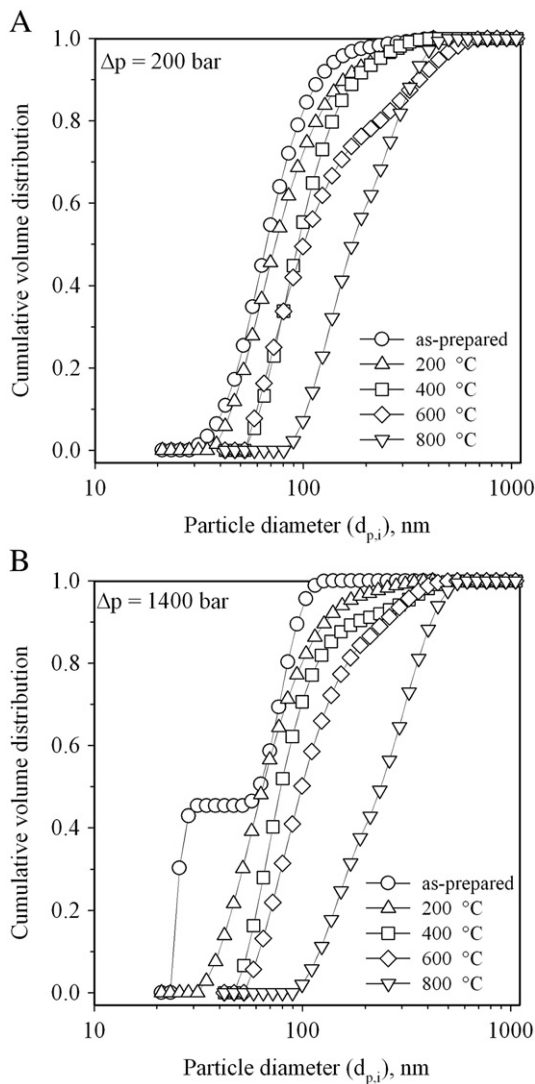 A
Δp = 200 bar
1.0
0.8
0.6
0.4
0.2
0.0
Cumulative volume distribution
as-prepared
200 °C
400 °C
600 °C
800 °C
10
100
1000
Particle diameter (dp,i), nm
B
Δp = 1400 bar
1.0
0.8
0.6
0.4
0.2
0.0
Cumulative volume distribution
as-prepared
200 °C
400 °C
600 °C
800 °C
10
100
1000
Particle diameter (dp,i), nm